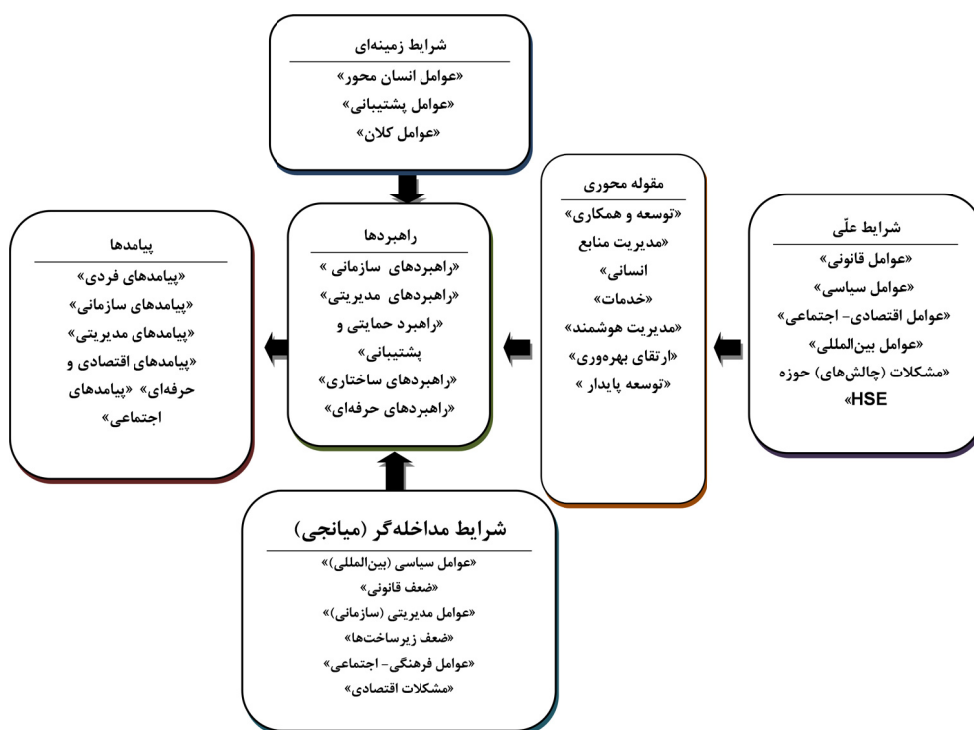 شرایط زمینه‌ای
«عوامل انسان محور»
«عوامل پشتیبانی»
«عوامل کلان»
مقوله محوری
«توسعه و همکاری»
«مدیریت منابع
انسانی»
«خدمات»
«مدیریت هوشمند»
«ارتقای بهره‌وری»
«توسعه پایدار »
شرایط علّی
«عوامل قانونی»
«عوامل سیاسی»
«عوامل اقتصادی- اجتماعی»
«عوامل بین‌المللی»
«مشکلات (چالش‌های) حوزه
HSE»
راهبردها
«راهبردهای سازمانی »
«راهبردهای مدیریتی»
«راهبرد حمایتی و
پشتیبانی»
«راهبردهای ساختاری»
«راهبردهای حرفه‌ای»
پیامدها
«پیامدهای فردی»
«پیامدهای سازمانی»
«پیامدهای مدیریتی»
«پیامدهای اقتصادی و
حرفه‌ای» «پیامدهای
اجتماعی»
شرایط مداخله‌گر (میانجی)
«عوامل سیاسی (بین‌المللی)»
«ضعف قانونی»
«عوامل مدیریتی (سازمانی)»
«ضعف زیرساخت‌ها»
«عوامل فرهنگی- اجتماعی»
«مشکلات اقتصادی»